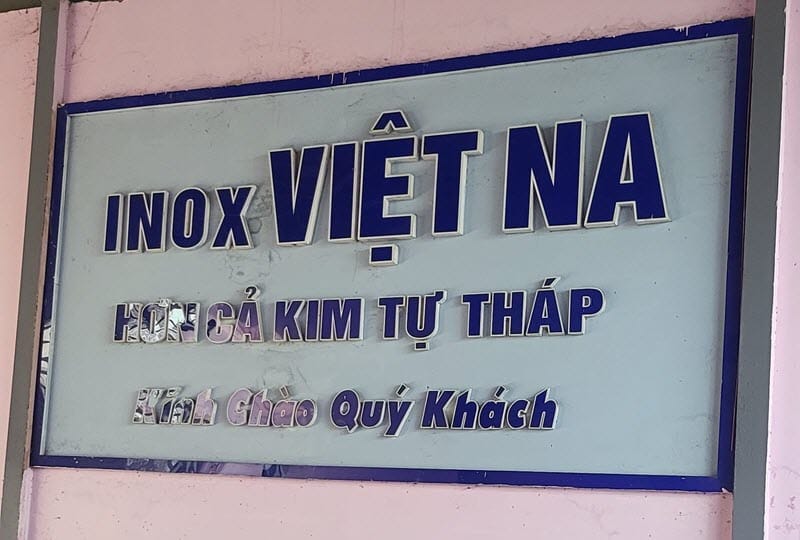 INOX VIỆT NA
HƠN CẢ KIM TỰ THÁP
Kính Chào Quý Khách